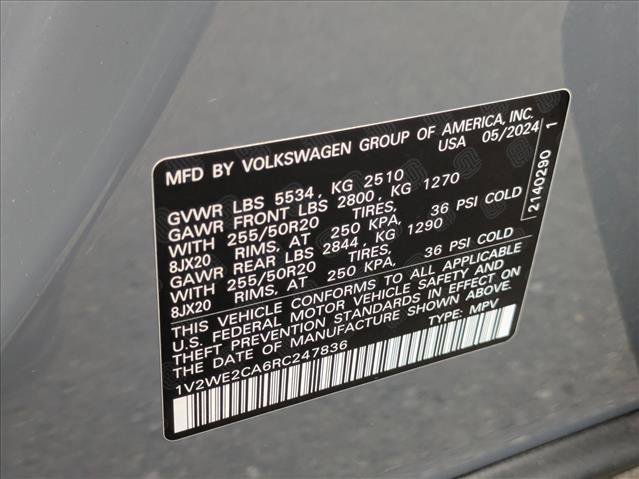 MFD BY VOLKSWAGEN GROUP OF AMERICA, INC.
USA 05/2024
GVWR LBS 5534, KG 2510
GAWR FRONT LBS 2800, KG 1270
WITH 255/50R20 TIRES, 36 PSI COLD
8JX20 RIMS, AT 250 KPA,
GAWR REAR LBS 2844, KG 1290
WITH 255/50R20 TIRES, 36 PSI COLD
8JX20 RIMS, AT 250 KPA,
THIS VEHICLE CONFORMS TO ALL APPLICABLE
U.S. FEDERAL MOTOR VEHICLE SAFETY AND
THEFT PREVENTION STANDARDS IN EFFECT ON
THE DATE OF MANUFACTURE SHOWN ABOVE.
1V2WE2CA6RC247836 TYPE: MPV
2140290 1